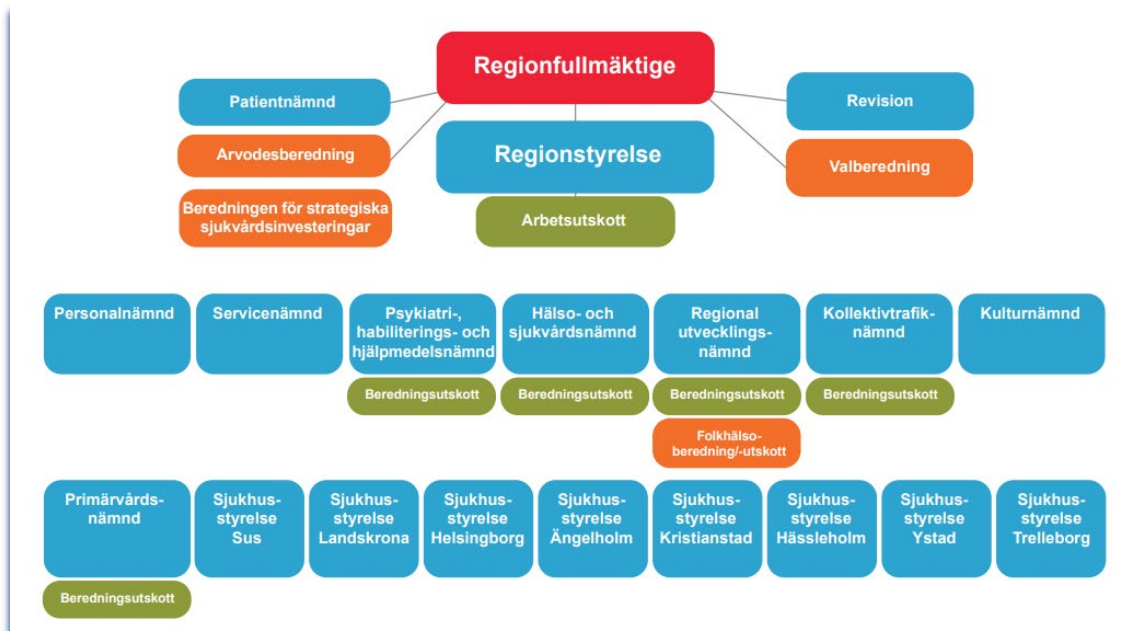 Regionfullmäktige
Patientnämnd
Revision
Arvodesberedning
Regionstyrelse
Valberedning
Beredningen för strategiska
sjukvårdsinvesteringar
Arbetsutskott
Personalnämnd
Servicenämnd
Psykiatri-,
habiliterings- och
hjälpmedelsnämnd
Hälso- och
sjukvårdsnämnd
Regional
utvecklings-
nämnd
Kollektivtrafik-
nämnd
Kulturnämnd
Beredningsutskott
Beredningsutskott
Beredningsutskott
Beredningsutskott
Folkhälso-
beredning/-utskott
Primärvårds-
nämnd
Sjukhus-
styrelse
Sus
Sjukhus-
styrelse
Landskrona
Sjukhus-
styrelse
Helsingborg
Sjukhus-
styrelse
Ängelholm
Sjukhus-
styrelse
Kristianstad
Sjukhus-
styrelse
Hässleholm
Sjukhus-
styrelse
Ystad
Sjukhus-
styrelse
Trelleborg
Beredningsutskott